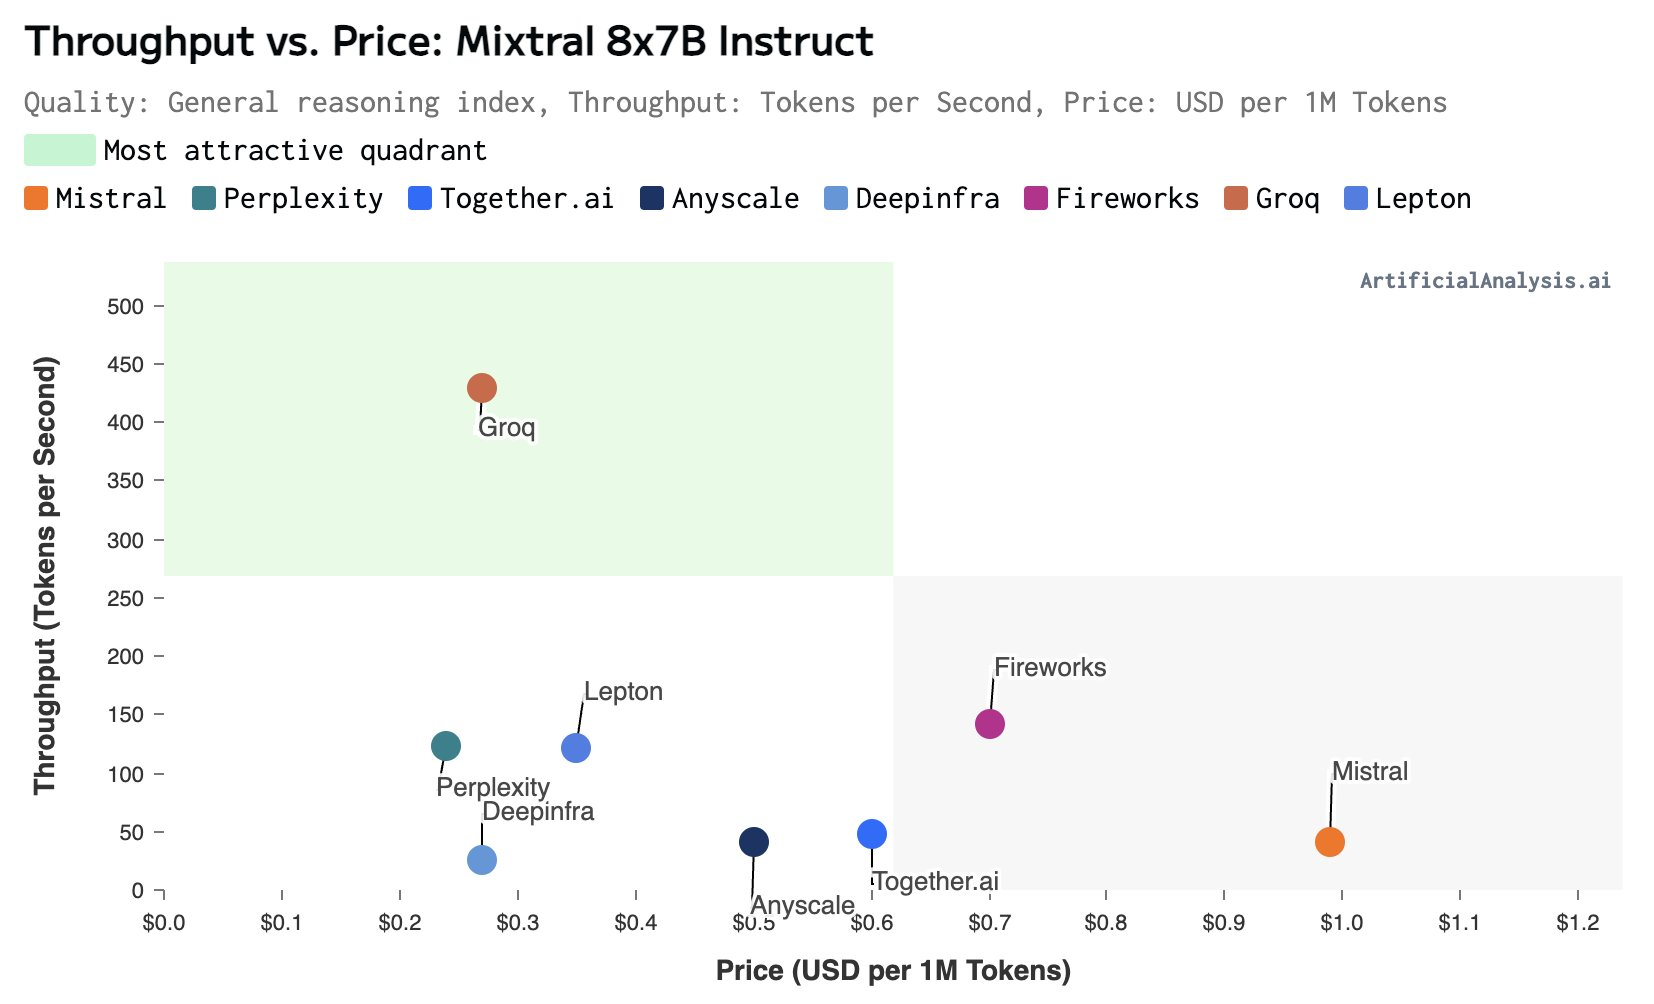 Throughput vs. Price: Mixtral 8x7B Instruct
Quality: General reasoning index, Throughput: Tokens per Second, Price: USD per 1M Tokens
Most attractive quadrant
Mistral Perplexity Together.ai Anyscale Deepinfra Fireworks Groq Lepton
ArtificialAnalysis.ai
Throughput (Tokens per Second)
500
450
400
350
300
250
200
150
100
50
0
Groq
Fireworks
Lepton
Mistral
Perplexity
Deepinfra
Together.ai
Anyscale
$0.0 $0.1 $0.2 $0.3 $0.4 $0.5 $0.6 $0.7 $0.8 $0.9 $1.0 $1.1 $1.2
Price (USD per 1M Tokens)